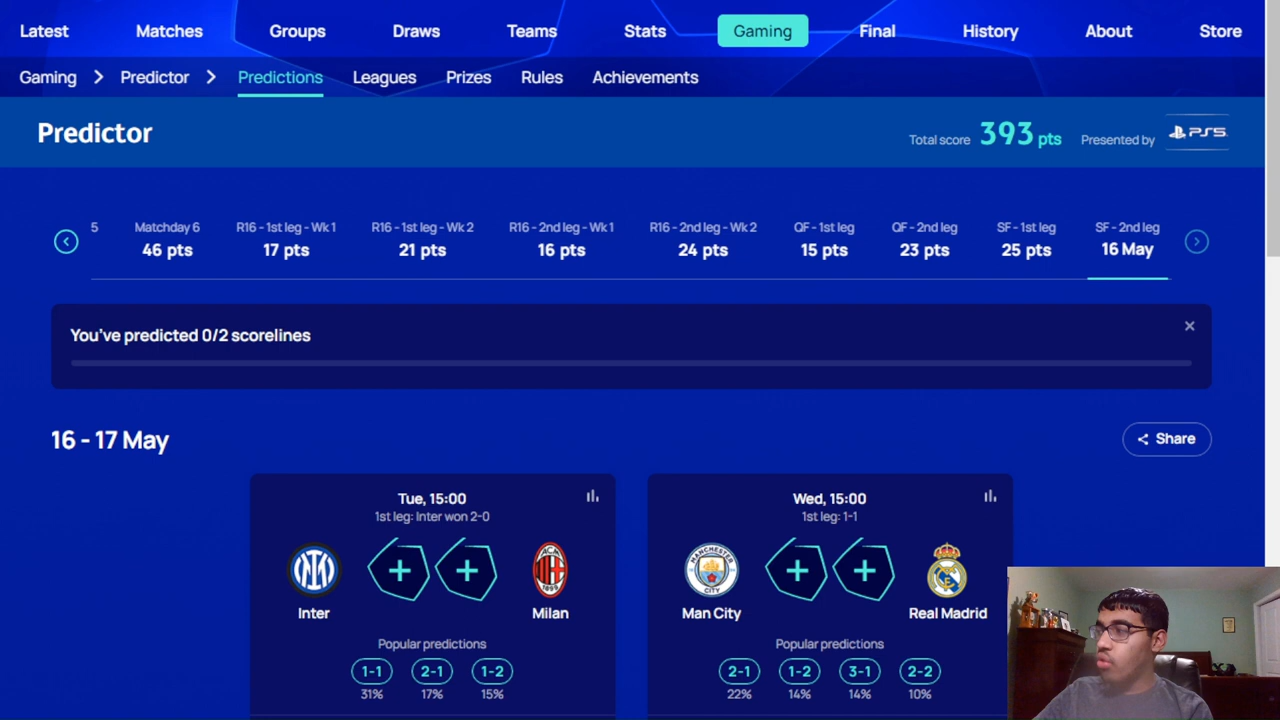 Latest Matches Groups Draws Teams Stats Gaming Final History About Store
Gaming Predictor Predictions Leagues Prizes Rules Achievements
Predictor
Total score 393 pts Presented by PS5
5 Matchday 6 R16 - 1st leg - Wk 1 R16 - 1st leg - Wk 2 R16 - 2nd leg - Wk 1 R16 - 2nd leg - Wk 2 QF - 1st leg QF - 2nd leg SF - 1st leg SF - 2nd leg
46 pts 17 pts 21 pts 16 pts 24 pts 15 pts 23 pts 25 pts 16 May
You've predicted 0/2 scorelines
16 - 17 May
Share
Tue, 15:00
1st leg: Inter won 2-0
Inter Milan
Popular predictions
1-1 2-1 1-2
31% 17% 15%
Wed, 15:00
1st leg: 1-1
MANCHESTER
CITY
Man City Real Madrid
Popular predictions
2-1 1-2 3-1 2-2
22% 14% 14% 10%